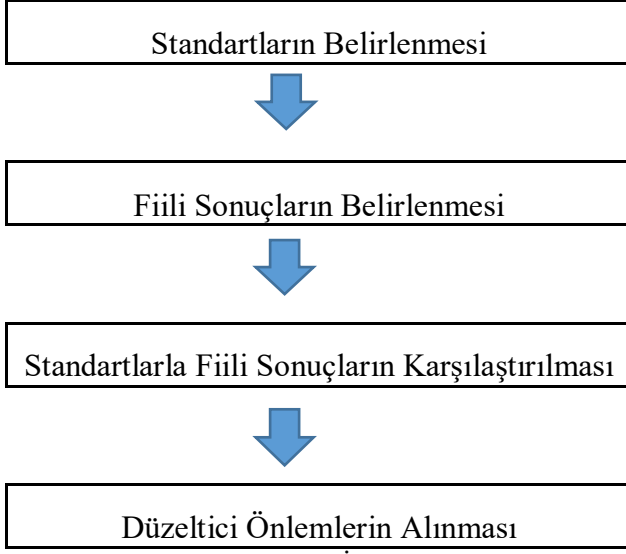 Standartların Belirlenmesi
Fiili Sonuçların Belirlenmesi
Standartlarla Fiili Sonuçların Karşılaştırılması
Düzeltici Önlemlerin Alınması